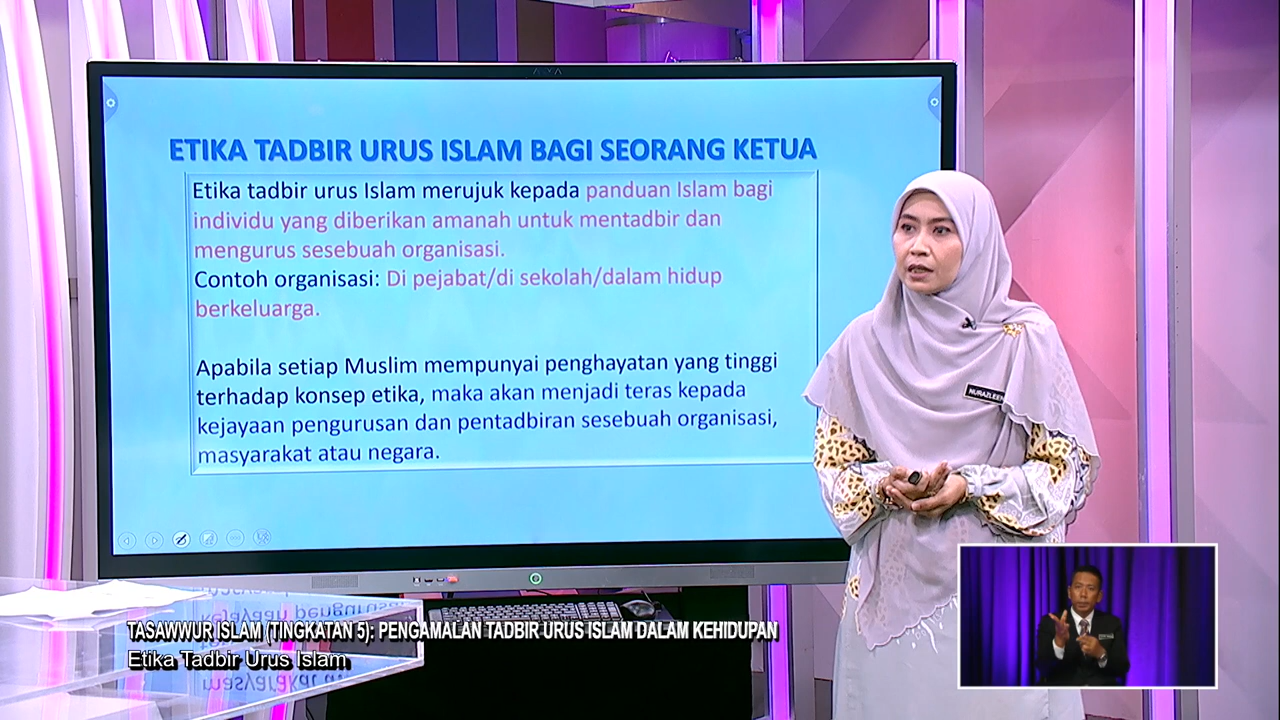 ETIKA TADBIR URUS ISLAM BAGI SEORANG KETUA
Etika tadbir urus Islam merujuk kepada panduan Islam bagi
individu yang diberikan amanah untuk mentadbir dan
mengurus sesebuah organisasi.
Contoh organisasi: Di pejabat/di sekolah/dalam hidup
berkeluarga.
Apabila setiap Muslim mempunyai penghayatan yang tinggi
terhadap konsep etika, maka akan menjadi teras kepada
kejayaan pengurusan dan pentadbiran sesebuah organisasi,
masyarakat atau negara.
NURAZLEEN
TASAWWUR ISLAM (TINGKATAN 5): PENGAMALAN TADBIR URUS ISLAM DALAM KEHIDUPAN
Etika Tadbir Urus Islam